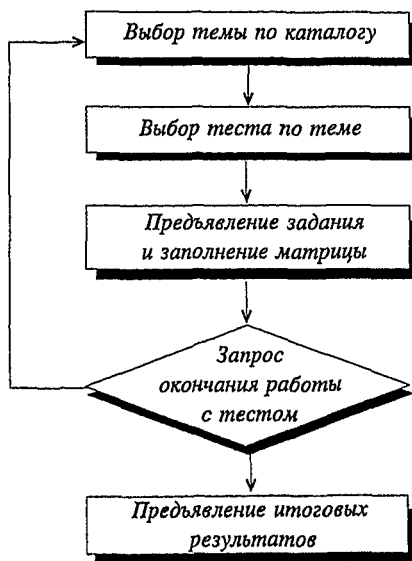 Выбор темы по каталогу
Выбор теста по теме
Предъявление задания
и заполнение матрицы
Запрос
окончания работы
с тестом
Предъявление итоговых
результатов